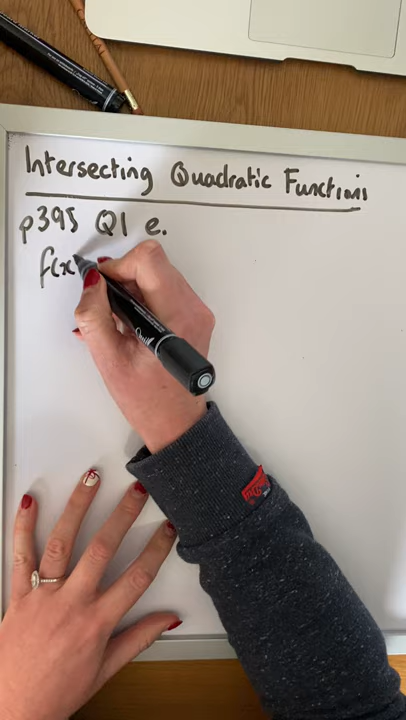 Intersecting Quadratic Functions
p395 Q1 e.
f(x